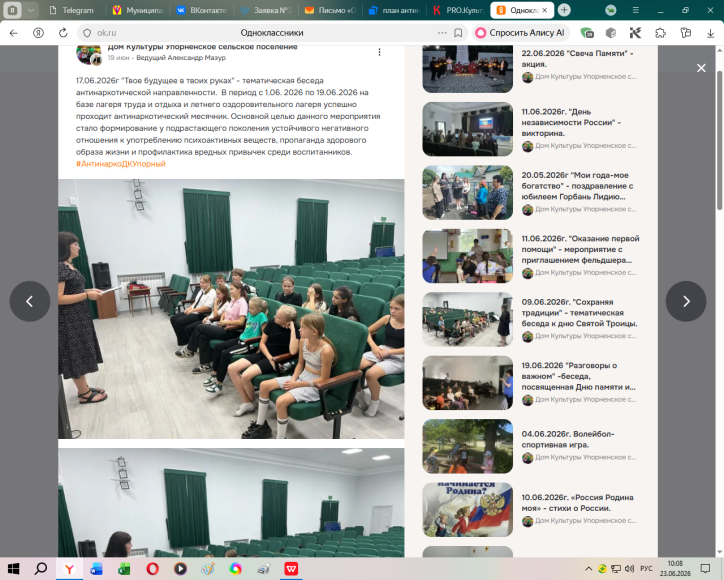 Telegram
Муниципа
ВКонтакте
Заявка №
Письмо «О
план анти
PRO.Культ
Однокл
ok.ru
Одноклассники
Спросить Алису AI
Дом Культуры Упорненское сельское поселение
19 июн - Ведущий Александр Мазур
17.06.2026г "Твое будущее в твоих руках" - тематическая беседа
антинаркотической направленности. В период с 1.06. 2026 по 19.06.2026 на
базе лагеря труда и отдыха и летнего оздоровительного лагеря успешно
проходит антинаркотический месячник. Основной целью данного мероприятия
стало формирование у подрастающего поколения устойчивого негативного
отношения к употреблению психоактивных веществ, пропаганда здорового
образа жизни и профилактика вредных привычек среди воспитанников.
#АнтинаркоДКУпорный
22.06.2026 "Свеча Памяти" -
акция.
Дом Культуры Упорненское с...
11.06.2026г. "День
независимости России" -
викторина.
Дом Культуры Упорненское с...
20.05.2026г "Мои года-мое
богатство" - поздравление с
юбилеем Горбань Лидию...
Дом Культуры Упорненское с...
11.06.2026г. "Оказание первой
помощи" - мероприятие с
приглашением фельдшера...
Дом Культуры Упорненское с...
09.06.2026г. "Сохраняя
традиции" - тематическая
беседа к дню Святой Троицы.
Дом Культуры Упорненское с...
19.06.2026 "Разговоры о
важном" -беседа,
посвященная Дню памяти и...
Дом Культуры Упорненское с...
04.06.2026г. Волейбол-
спортивная игра.
Дом Культуры Упорненское с...
начинается
Родина?
10.06.2026г. «Россия Родина
моя» - стихи о России.
Дом Культуры Упорненское с...
РУС
10:08
23.06.2026